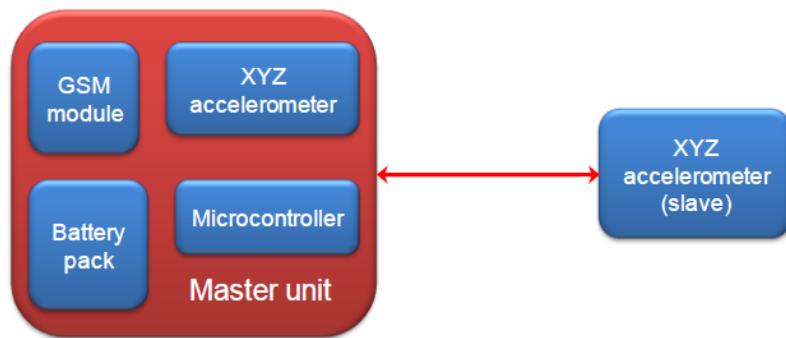 GSM
module
XYZ
accelerometer
Battery
pack
Microcontroller
Master unit
XYZ
accelerometer
(slave)